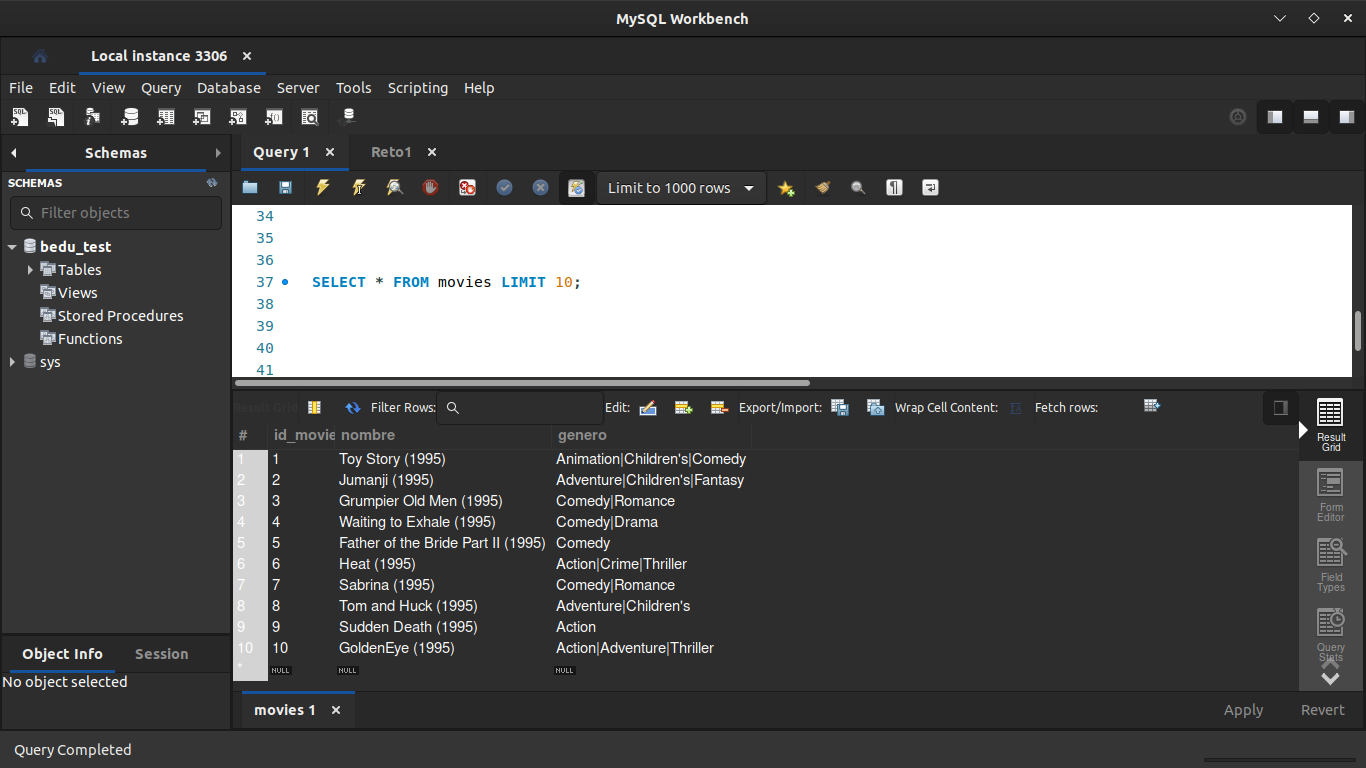 MySQL Workbench
Local instance 3306
File Edit View Query Database Server Tools Scripting Help
Schemas
Query 1 Reto1
SCHEMAS
Limit to 1000 rows
Filter objects
bedu_test
Tables
Views
Stored Procedures
Functions
sys
34
35
36
37 SELECT * FROM movies LIMIT 10;
38
39
40
41
Result Grid Filter Rows: Edit: Export/Import: Wrap Cell Content: Fetch rows:
# id_movie nombre genero
1 1 Toy Story (1995) Animation|Children's|Comedy
2 2 Jumanji (1995) Adventure|Children's|Fantasy
3 3 Grumpier Old Men (1995) Comedy|Romance
4 4 Waiting to Exhale (1995) Comedy|Drama
5 5 Father of the Bride Part II (1995) Comedy
6 6 Heat (1995) Action|Crime|Thriller
7 7 Sabrina (1995) Comedy|Romance
8 8 Tom and Huck (1995) Adventure|Children's
9 9 Sudden Death (1995) Action
10 10 GoldenEye (1995) Action|Adventure|Thriller
* NULL NULL NULL
Result
Grid
Form
Editor
Field
Types
Query
Stats
Object Info Session
No object selected
movies 1 Apply Revert
Query Completed